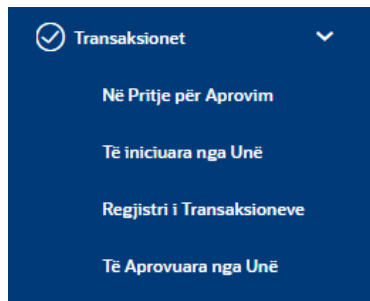 Transaksionet
Në Pritje për Aprovim
Të iniciuara nga Unë
Regjistri i Transaksioneve
Të Aprovuara nga Unë